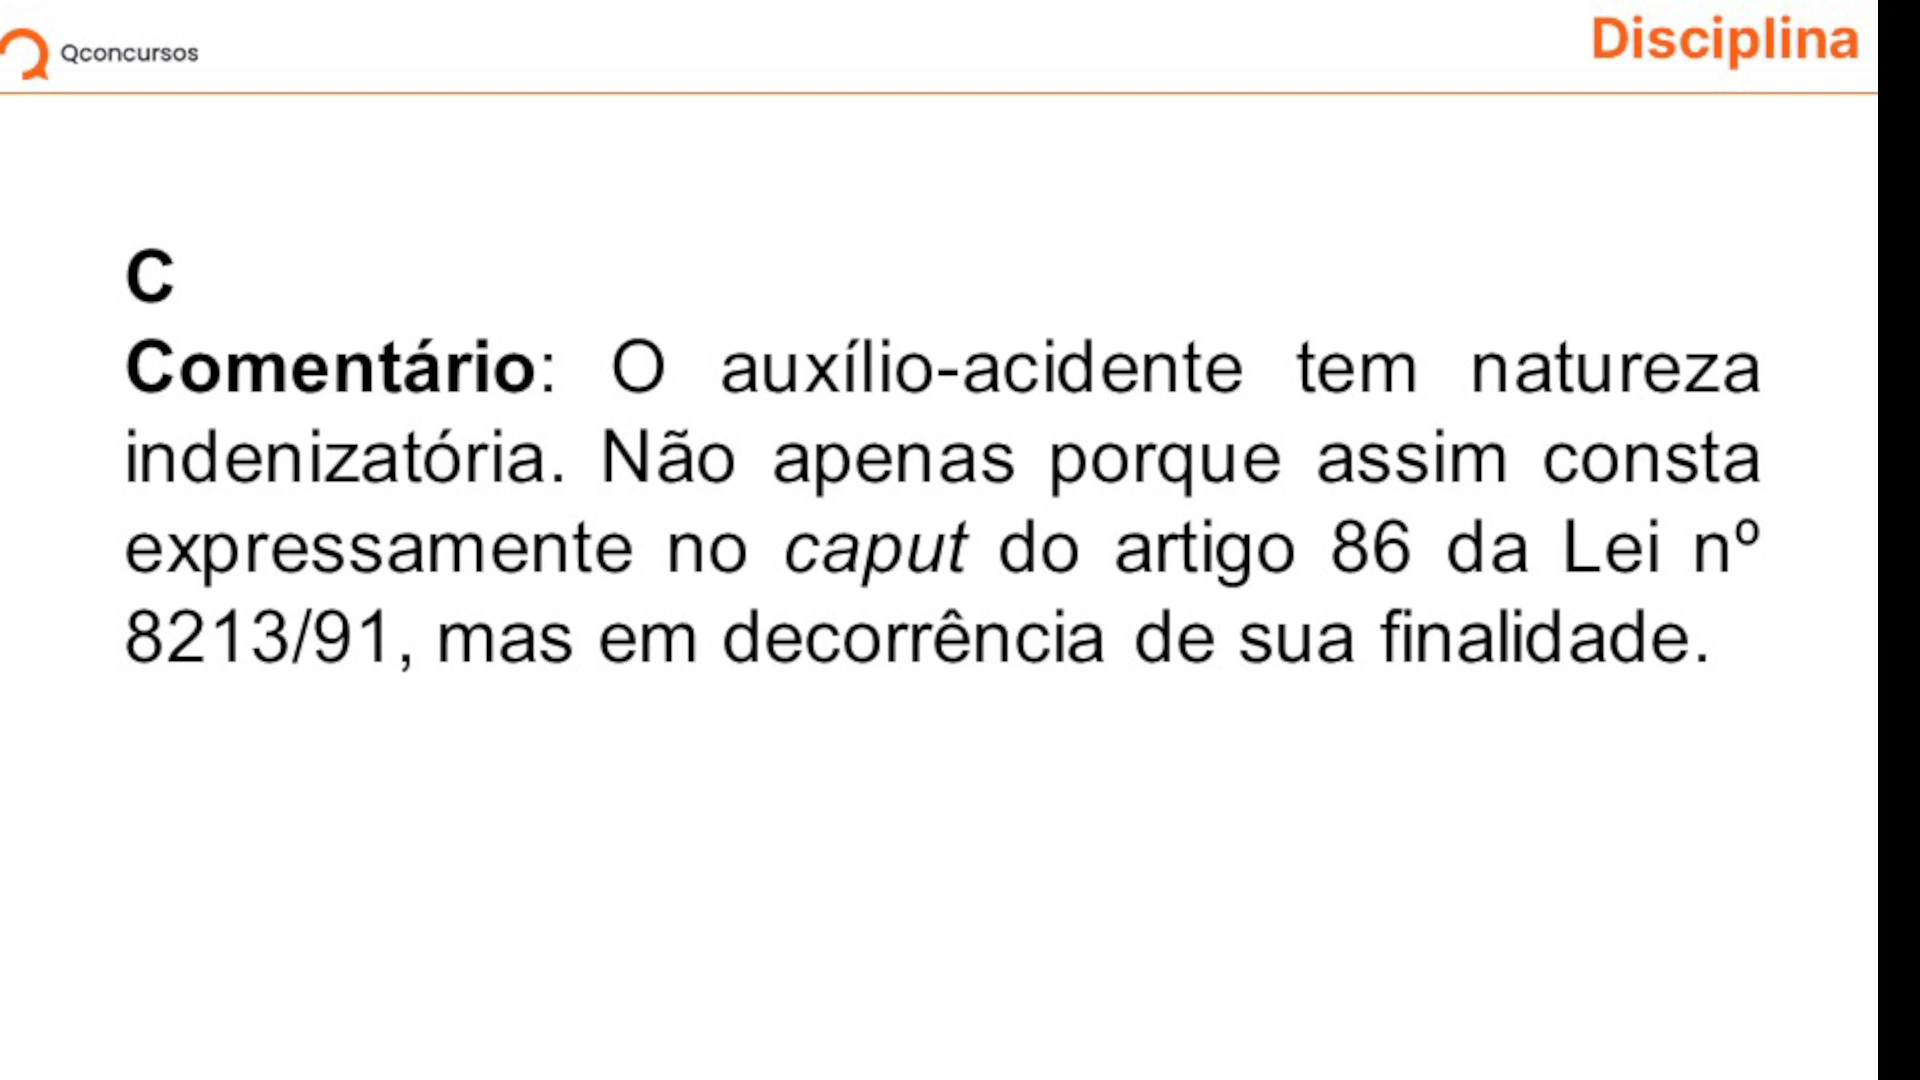 Qconcursos
Disciplina
C
Comentário: O auxílio-acidente tem natureza
indenizatória. Não apenas porque assim consta
expressamente no caput do artigo 86 da Lei nº
8213/91, mas em decorrência de sua finalidade.